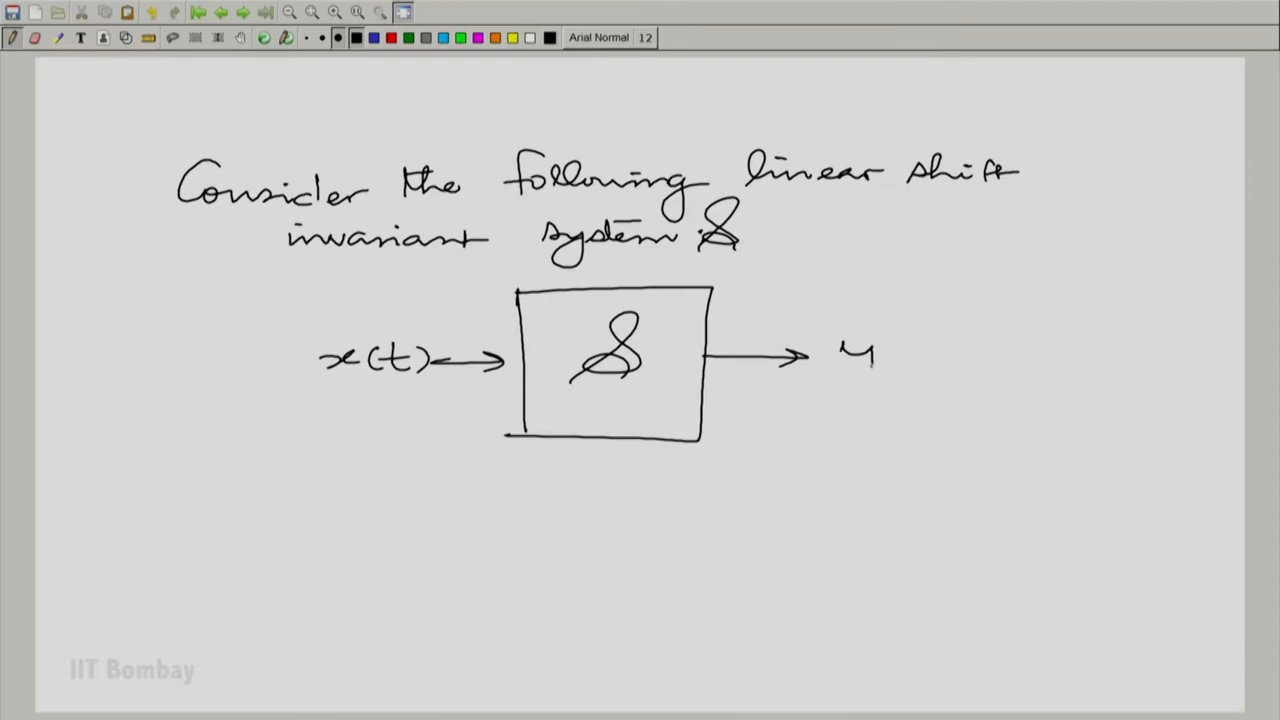 Arial Normal 12
Consider the following linear shift
invariant system S
x(t) → S → y
IIT Bombay